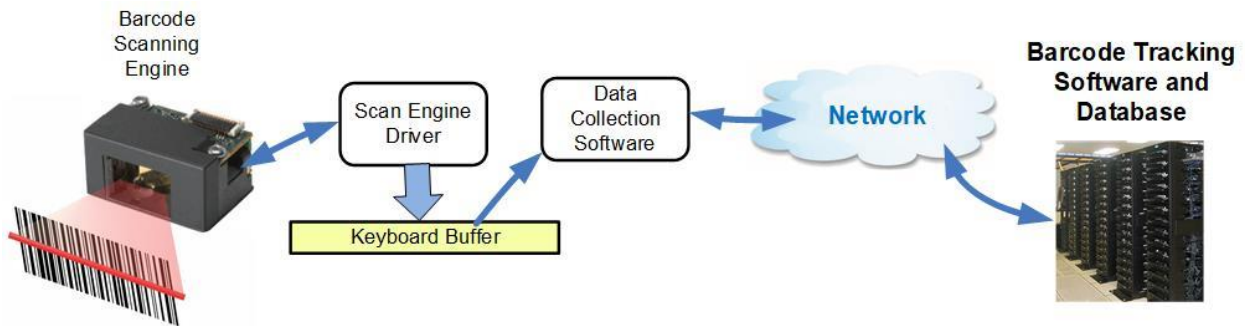 Barcode
Scanning
Engine
Scan Engine
Driver
Keyboard Buffer
Data
Collection
Software
Network
Barcode Tracking
Software and
Database